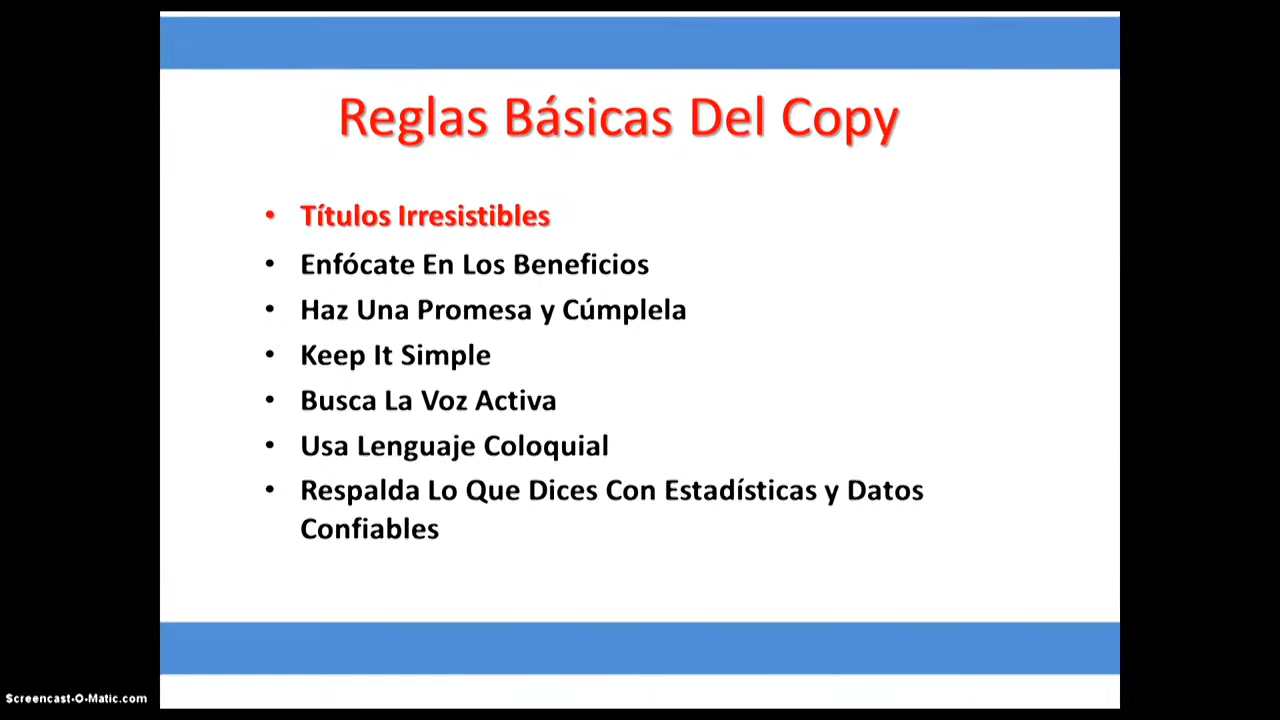 Reglas Básicas Del Copy
• Títulos Irresistibles
• Enfócate En Los Beneficios
• Haz Una Promesa y Cúmplela
• Keep It Simple
• Busca La Voz Activa
• Usa Lenguaje Coloquial
• Respalda Lo Que Dices Con Estadísticas y Datos
Confiables
Screencast-O-Matic.com